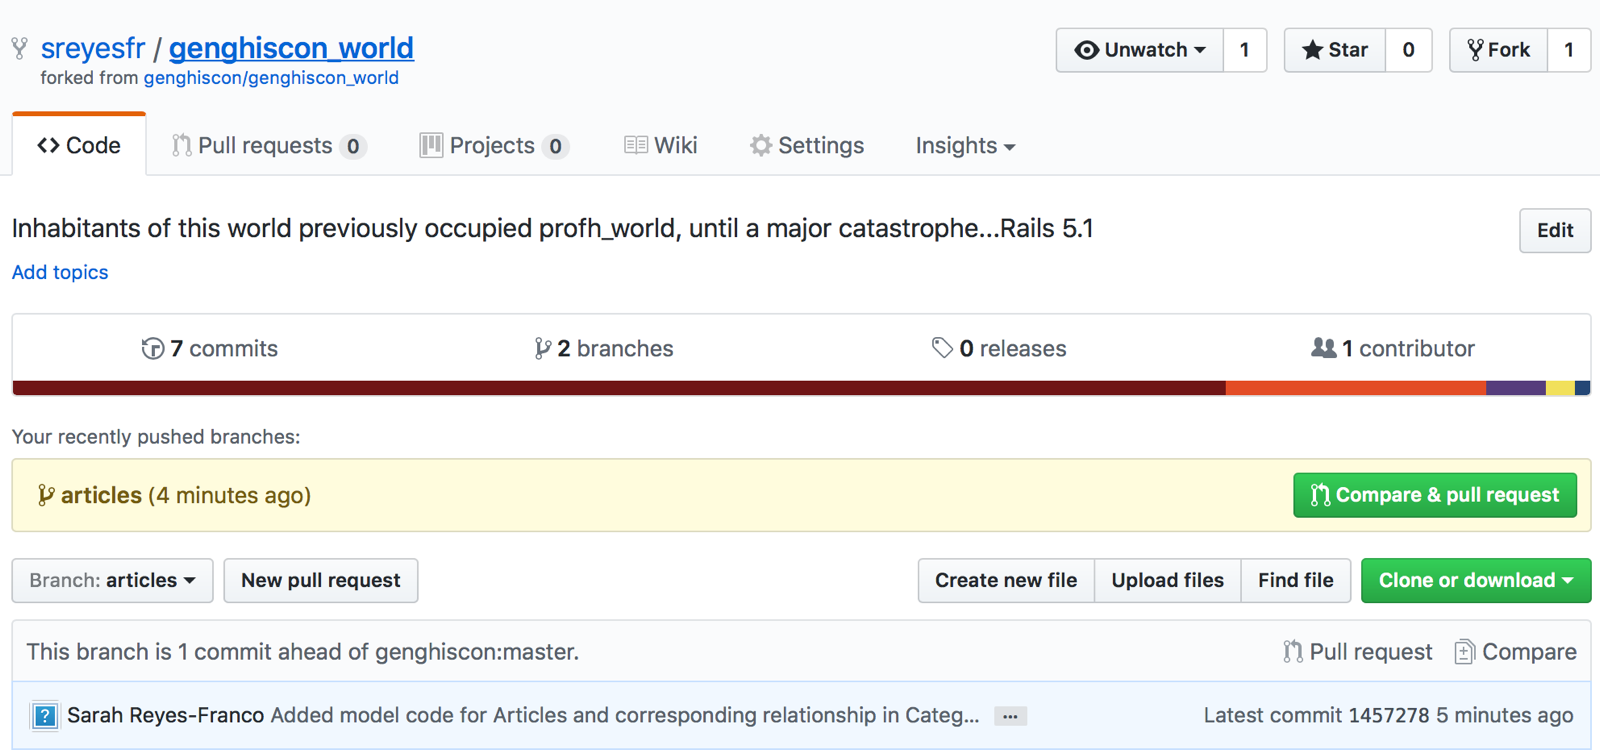 sreyesfr / genghiscon_world
forked from genghiscon/genghiscon_world
Unwatch 1 Star 0 Fork 1
Code Pull requests 0 Projects 0 Wiki Settings Insights
Inhabitants of this world previously occupied profh_world, until a major catastrophe...Rails 5.1
Edit
Add topics
7 commits 2 branches 0 releases 1 contributor
Your recently pushed branches:
articles (4 minutes ago) Compare & pull request
Branch: articles New pull request Create new file Upload files Find file Clone or download
This branch is 1 commit ahead of genghiscon:master. Pull request Compare
? Sarah Reyes-Franco Added model code for Articles and corresponding relationship in Categ... ... Latest commit 1457278 5 minutes ago